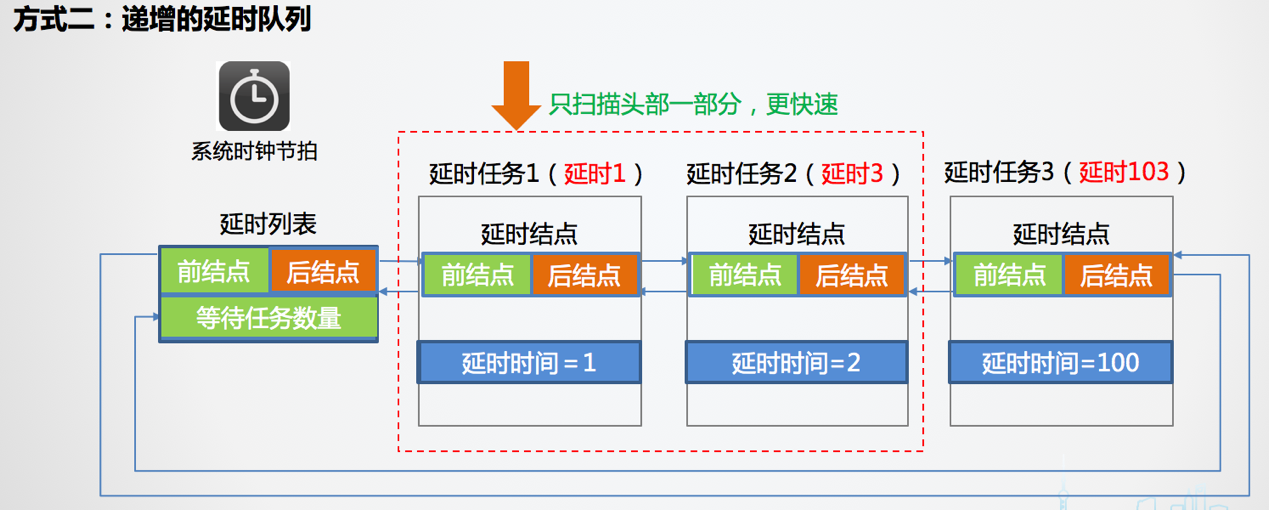 方式二：递增的延时队列
只扫描头部一部分，更快速
系统时钟节拍
延时任务1（延时1）
延时任务2（延时3）
延时任务3（延时103）
延时列表
延时结点
延时结点
延时结点
前结点
后结点
前结点
后结点
前结点
后结点
前结点
后结点
等待任务数量
延时时间＝1
延时时间=2
延时时间=100